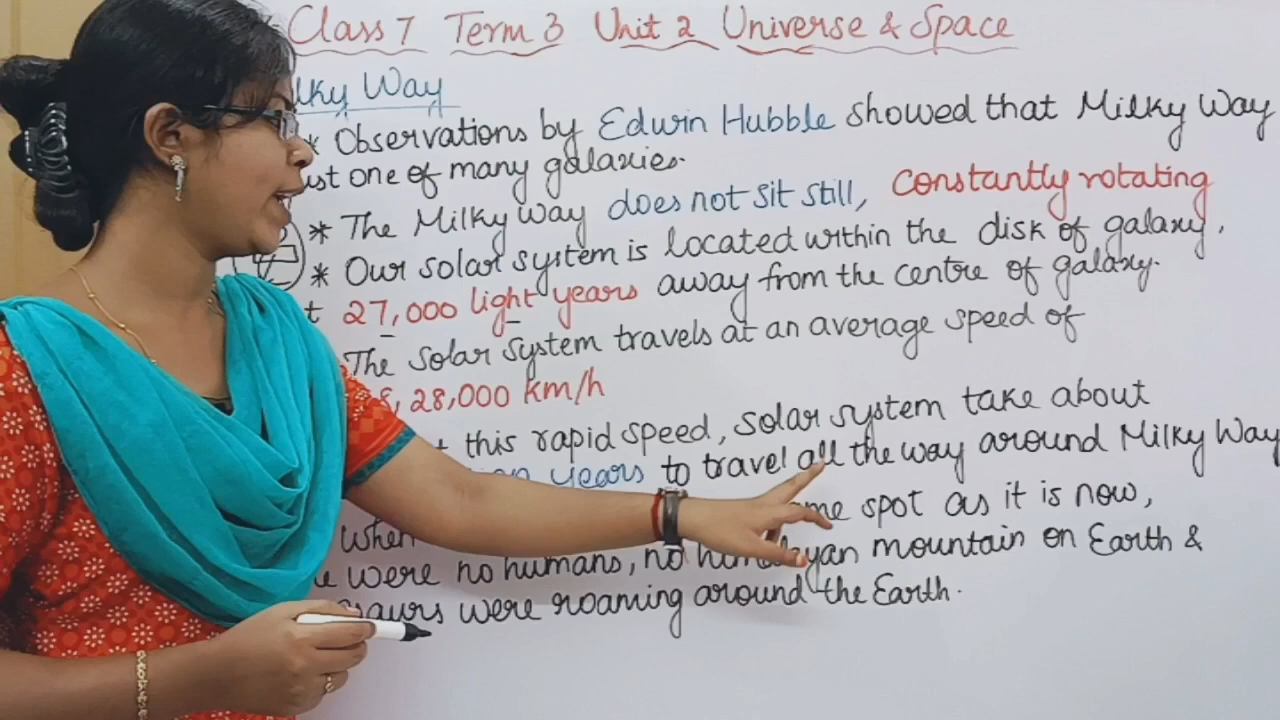 Class 7 Term 3 Unit 2 Universe & Space
Way
* Observations by Edwin Hubble showed that Milky Way
one of many galaxies.
* The Milky Way does not sit still, Constantly rotating
* Our solar system is located within the disk of galaxy,
27,000 light years away from the centre of galaxy.
The solar system travels at an average speed of
8,28,000 km/h
this rapid speed, solar system take about
years to travel all the way around Milky Way
When spot as it is now,
were no humans, no himalayan mountain on Earth &
were roaming around the Earth.